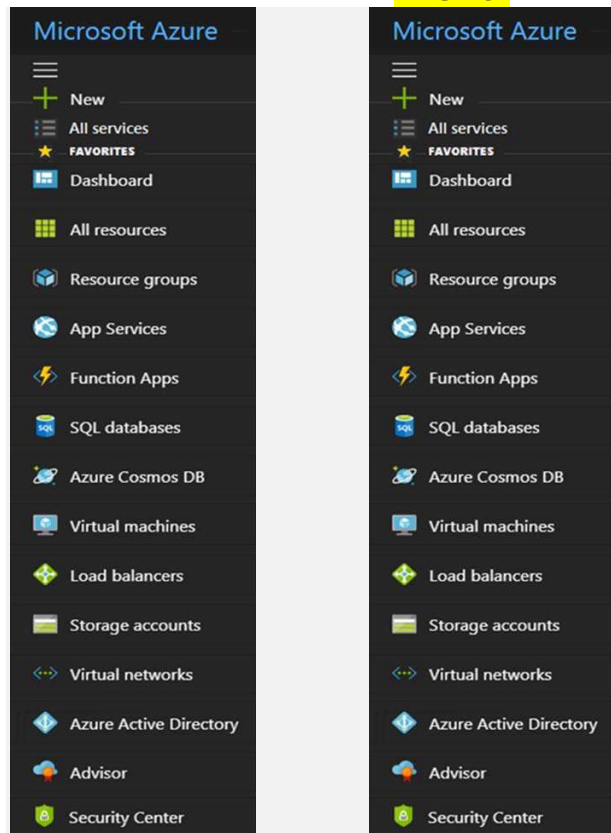 Microsoft Azure
New
All services
FAVORITES
Dashboard
All resources
Resource groups
App Services
Function Apps
SQL databases
Azure Cosmos DB
Virtual machines
Load balancers
Storage accounts
Virtual networks
Azure Active Directory
Advisor
Security Center
Microsoft Azure
New
All services
FAVORITES
Dashboard
All resources
Resource groups
App Services
Function Apps
SQL databases
Azure Cosmos DB
Virtual machines
Load balancers
Storage accounts
Virtual networks
Azure Active Directory
Advisor
Security Center